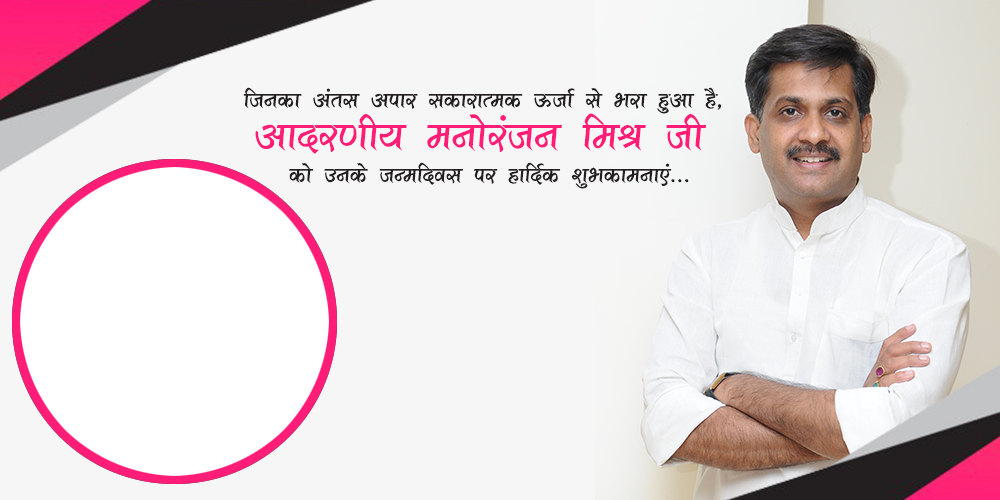 जिनका अंतस अपार सकारात्मक ऊर्जा से भरा हुआ है,
आदरणीय मनोरंजन मिश्र जी
को उनके जन्मदिवस पर हार्दिक शुभकामनाएं...